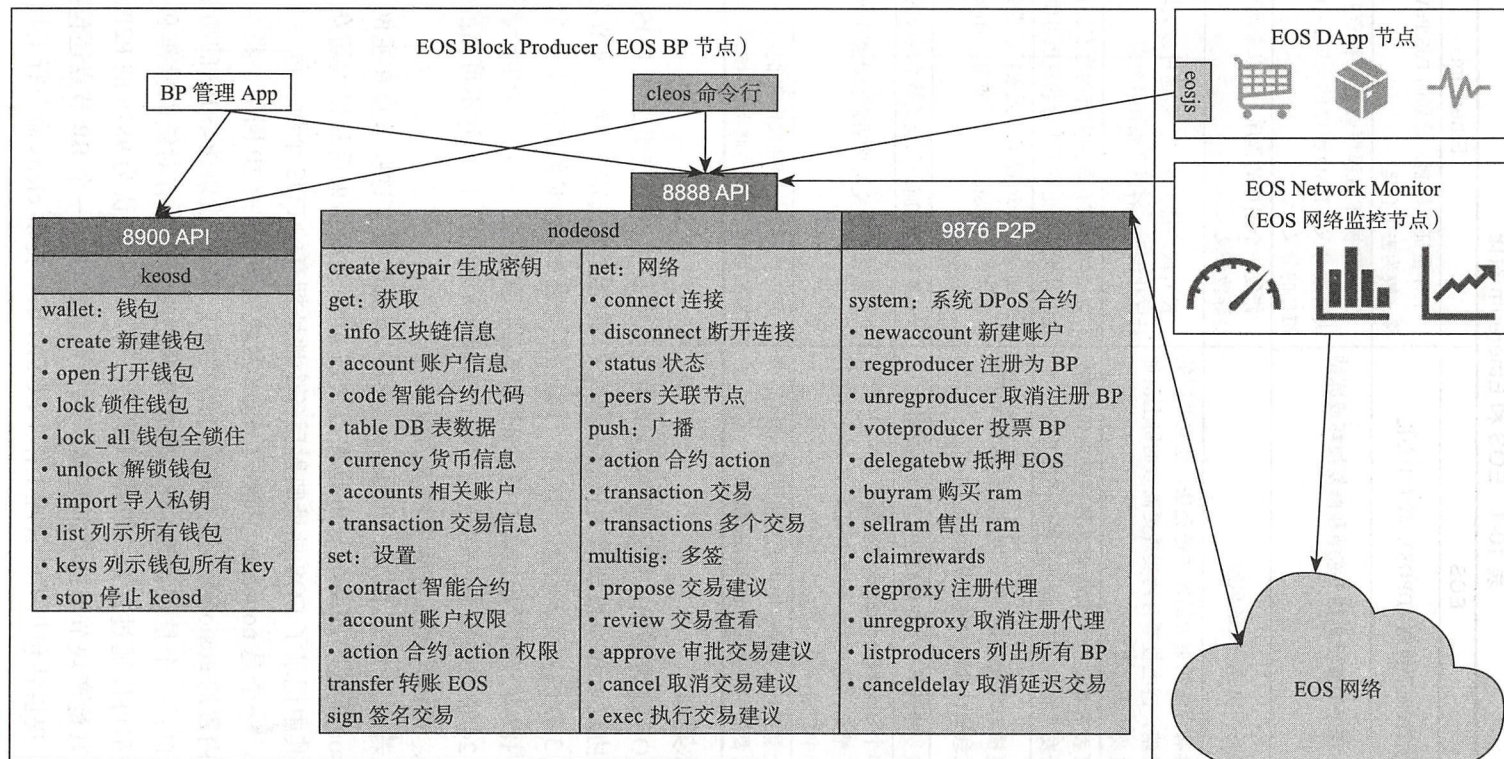 EOS Block Producer（EOS BP 节点）
BP 管理 App
cleos 命令行
8888 API
8900 API
keosd
wallet：钱包
• create 新建钱包
• open 打开钱包
• lock 锁住钱包
• lock_all 钱包全锁住
• unlock 解锁钱包
• import 导入私钥
• list 列示所有钱包
• keys 列示钱包所有 key
• stop 停止 keosd
nodeosd
create keypair 生成密钥
get：获取
• info 区块链信息
• account 账户信息
• code 智能合约代码
• table DB 表数据
• currency 货币信息
• accounts 相关账户
• transaction 交易信息
set：设置
• contract 智能合约
• account 账户权限
• action 合约 action 权限
transfer 转账 EOS
sign 签名交易
net：网络
• connect 连接
• disconnect 断开连接
• status 状态
• peers 关联节点
push：广播
• action 合约 action
• transaction 交易
• transactions 多个交易
multisig：多签
• propose 交易建议
• review 交易查看
• approve 审批交易建议
• cancel 取消交易建议
• exec 执行交易建议
9876 P2P
system：系统 DPoS 合约
• newaccount 新建账户
• regproducer 注册为 BP
• unregproducer 取消注册 BP
• voteproducer 投票 BP
• delegatebw 抵押 EOS
• buyram 购买 ram
• sellram 售出 ram
• claimrewards
• regproxy 注册代理
• unregproxy 取消注册代理
• listproducers 列出所有 BP
• canceldelay 取消延迟交易
EOS DApp 节点
eosjs
EOS Network Monitor
（EOS 网络监控节点）
EOS 网络